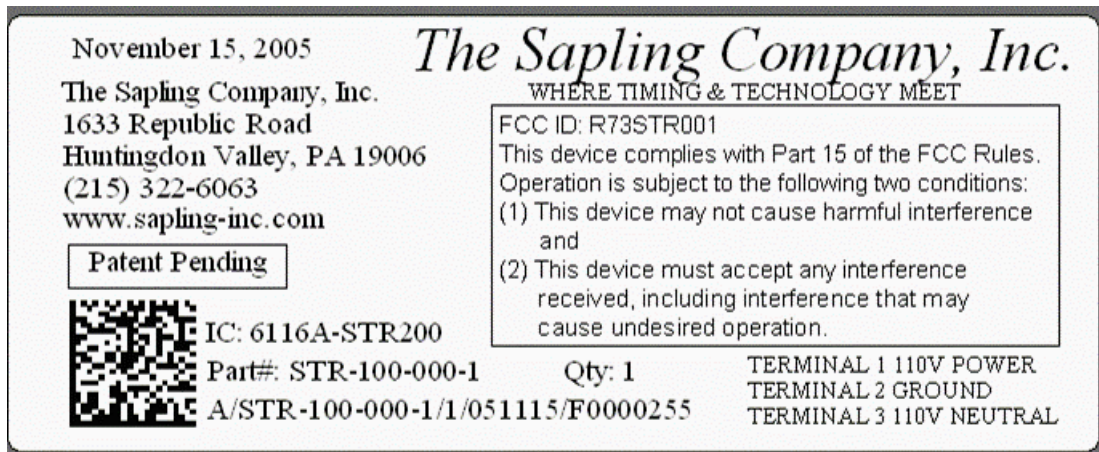 November 15, 2005
The Sapling Company, Inc.
1633 Republic Road
Huntingdon Valley, PA 19006
(215) 322-6063
www.sapling-inc.com
Patent Pending
The Sapling Company, Inc.
WHERE TIMING & TECHNOLOGY MEET
FCC ID: R73STR001
This device complies with Part 15 of the FCC Rules.
Operation is subject to the following two conditions:
(1) This device may not cause harmful interference
and
(2) This device must accept any interference
received, including interference that may
cause undesired operation.
IC: 6116A-STR200
Part#: STR-100-000-1 Qty: 1
A/STR-100-000-1/1/051115/F0000255
TERMINAL 1 110V POWER
TERMINAL 2 GROUND
TERMINAL 3 110V NEUTRAL